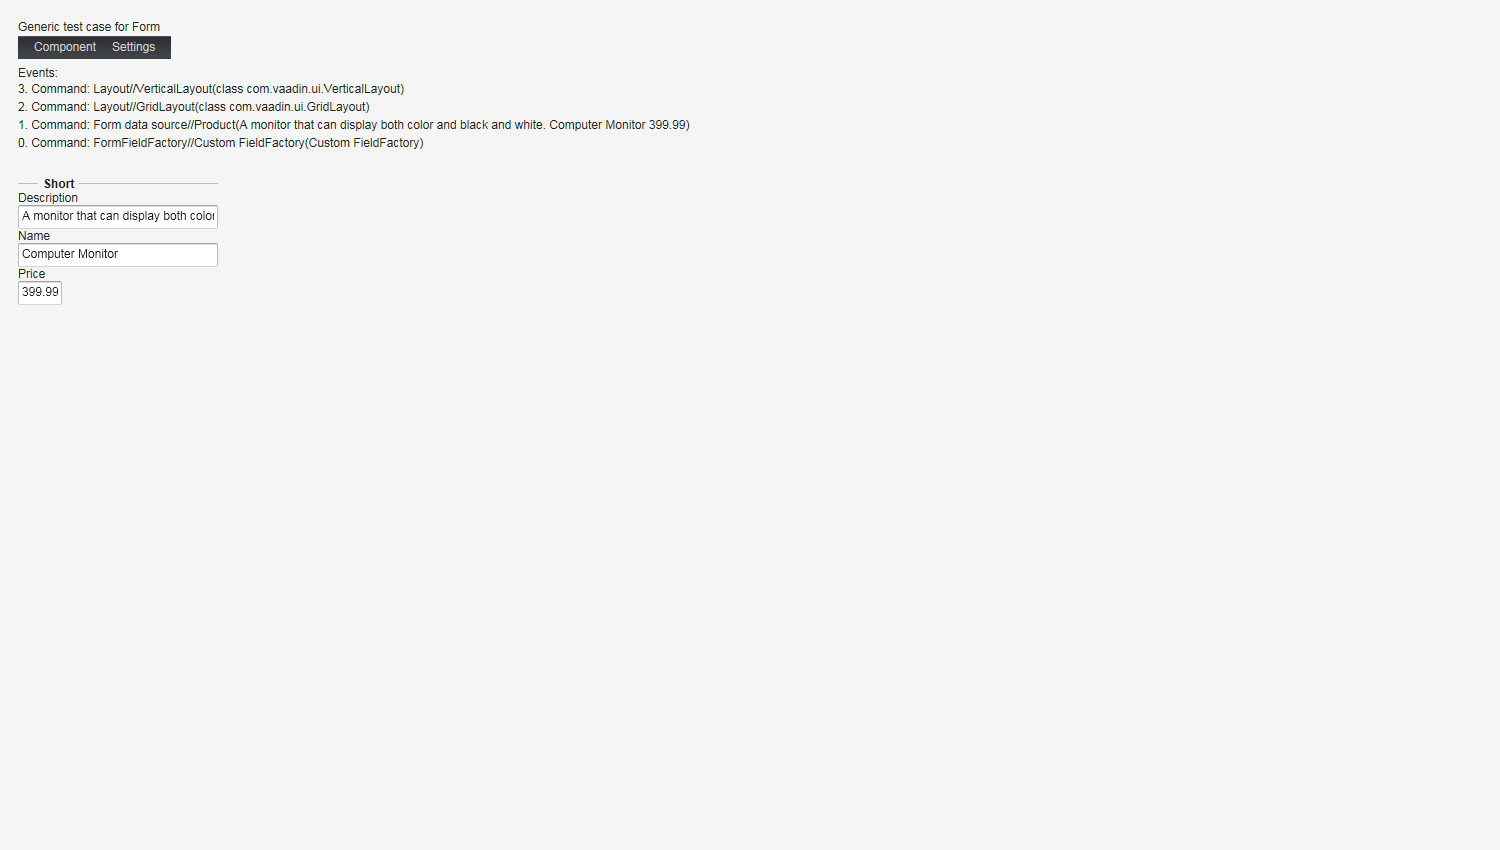 Generic test case for Form
Component Settings
Events:
3. Command: Layout//VerticalLayout(class com.vaadin.ui.VerticalLayout)
2. Command: Layout//GridLayout(class com.vaadin.ui.GridLayout)
1. Command: Form data source//Product(A monitor that can display both color and black and white. Computer Monitor 399.99)
0. Command: FormFieldFactory//Custom FieldFactory(Custom FieldFactory)
Short
Description
A monitor that can display both color
Name
Computer Monitor
Price
399.99